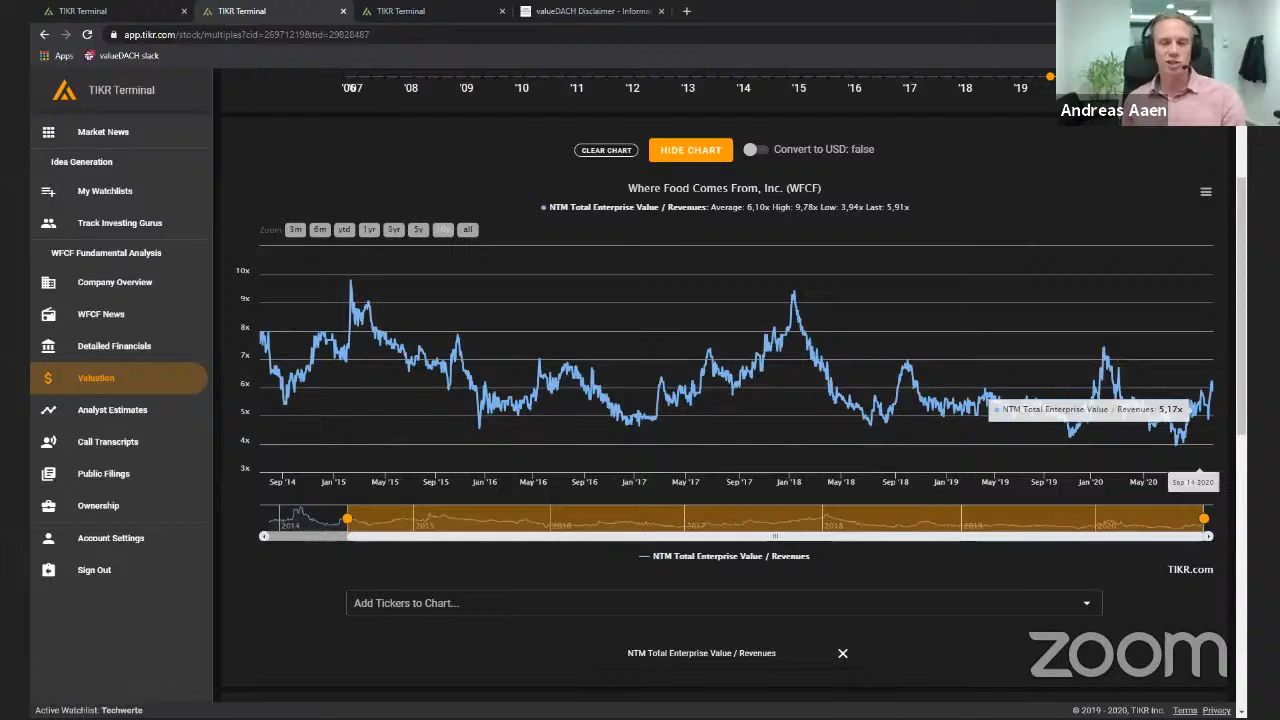 TIKR Terminal
TIKR Terminal
TIKR Terminal
valueDACH Disclaimer - Informa
app.tikr.com/stock/multiples?cid=26971219&tid=29828487
Apps
valueDACH slack
TIKR Terminal
Market News
Idea Generation
My Watchlists
Track Investing Gurus
WFCF Fundamental Analysis
Company Overview
WFCF News
Detailed Financials
Valuation
Analyst Estimates
Call Transcripts
Public Filings
Ownership
Account Settings
Sign Out
Active Watchlist: Techwerte
'07 '08 '09 '10 '11 '12 '13 '14 '15 '16 '17 '18 '19
Andreas Aaen
CLEAR CHART
HIDE CHART
Convert to USD: false
Where Food Comes From, Inc. (WFCF)
NTM Total Enterprise Value / Revenues: Average: 6,10x High: 9,78x Low: 3,94x Last: 5,91x
Zoom 3m 6m ytd 1yr 3yr 5y 10y all
10x
9x
8x
7x
6x
5x
4x
3x
NTM Total Enterprise Value / Revenues: 5,17x
Sep '14 Jan '15 May '15 Sep '15 Jan '16 May '16 Sep '16 Jan '17 May '17 Sep '17 Jan '18 May '18 Sep '18 Jan '19 May '19 Sep '19 Jan '20 May '20 Sep 14 2020
2014 2015 2016 2017 2018 2019 2020
NTM Total Enterprise Value / Revenues
TIKR.com
Add Tickers to Chart...
NTM Total Enterprise Value / Revenues
zoom
© 2019 - 2020, TIKR Inc. Terms Privacy